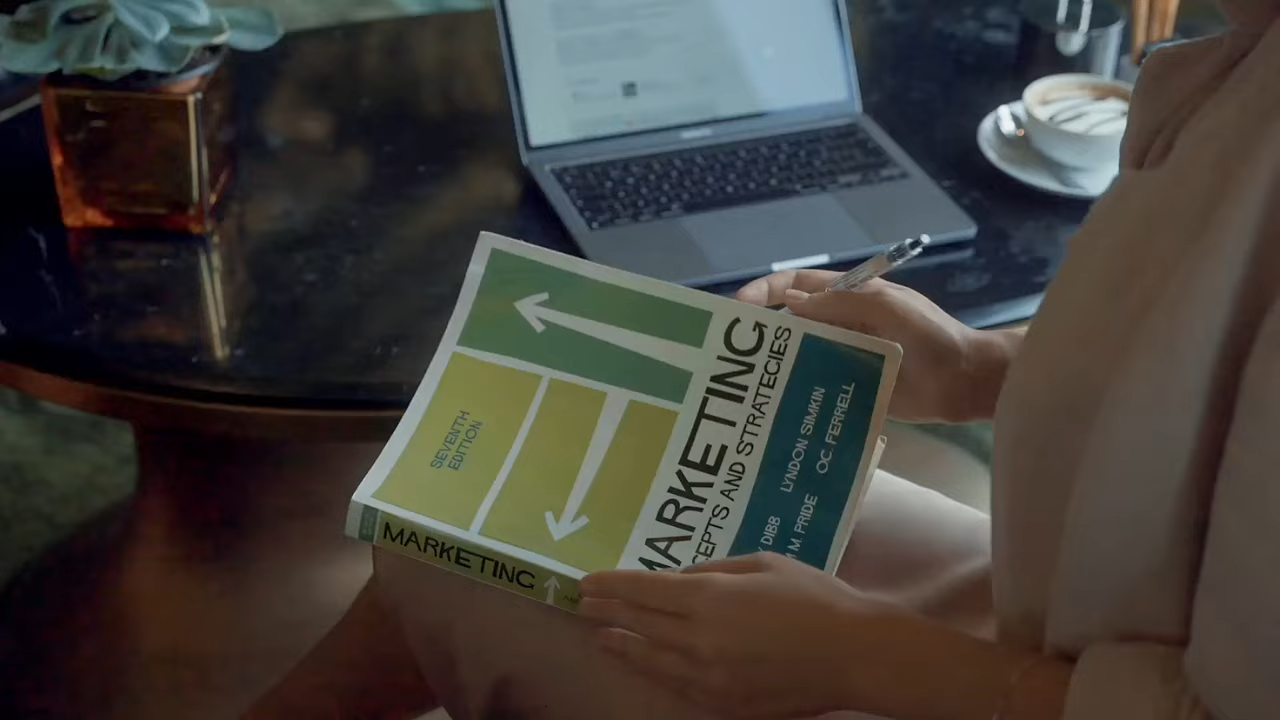 MARKETING
CEPTS AND STRATEGIES
DIBB LYNDON SIMKIN
M. PRIDE OC FERRELL
SEVENTH
EDITION
MARKETING